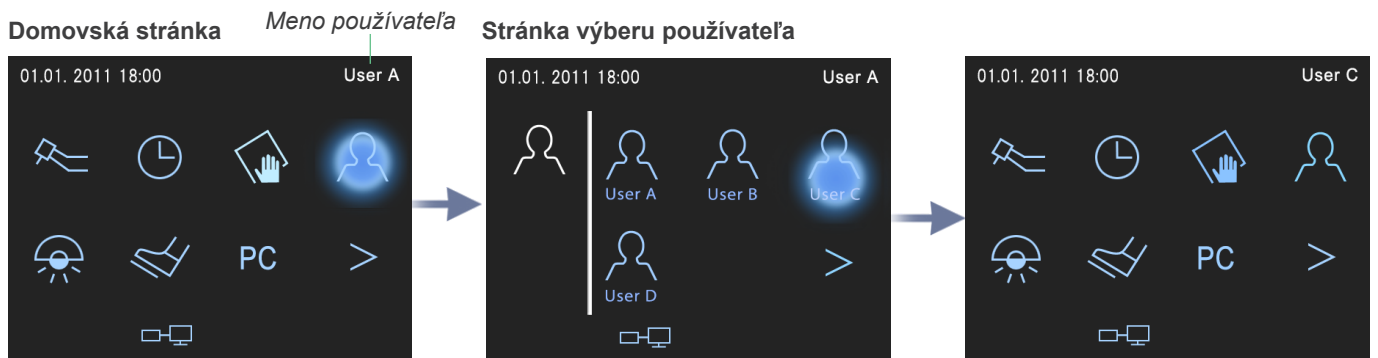 Domovská stránka
Meno používateľa
Stránka výberu používateľa
01.01. 2011 18:00
User A
PC
>
01.01. 2011 18:00
User A
User A
User B
User C
User D
>
01.01. 2011 18:00
User C
PC
>